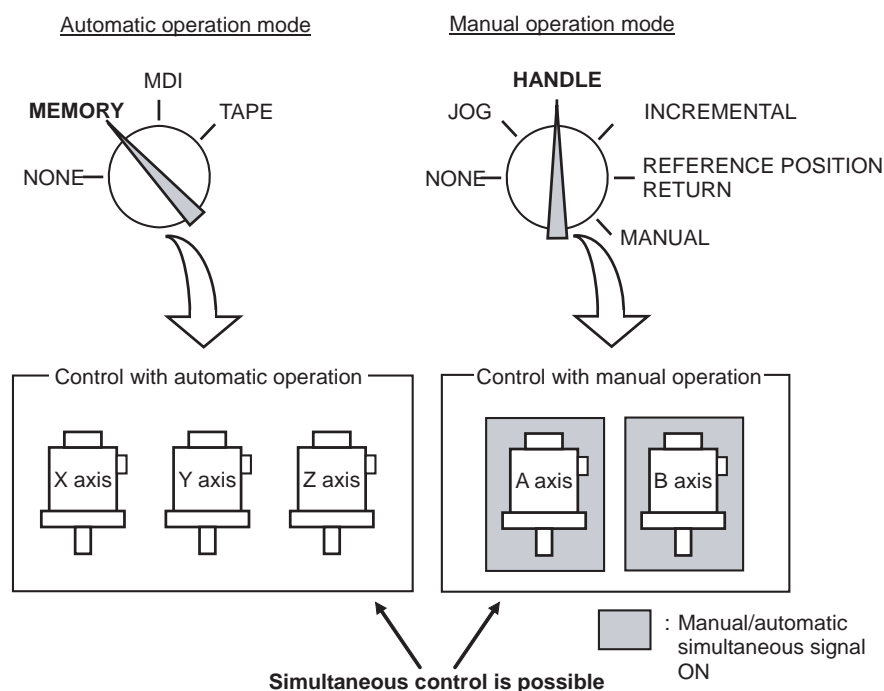 Automatic operation mode
Manual operation mode
MDI
MEMORY
TAPE
NONE
HANDLE
JOG
INCREMENTAL
NONE
REFERENCE POSITION
RETURN
MANUAL
Control with automatic operation
X axis
Y axis
Z axis
Control with manual operation
A axis
B axis
: Manual/automatic
simultaneous signal
ON
Simultaneous control is possible